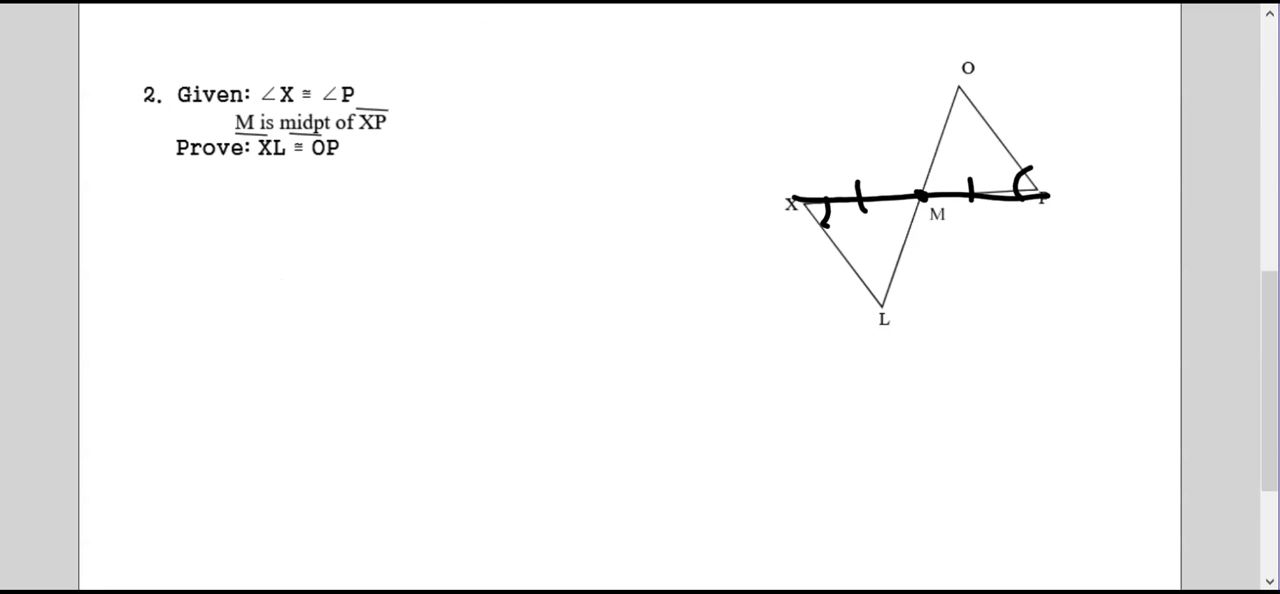 2. Given: ∠X ≅ ∠P
M is midpt of XP
Prove: XL ≅ OP
O
X
P
M
L